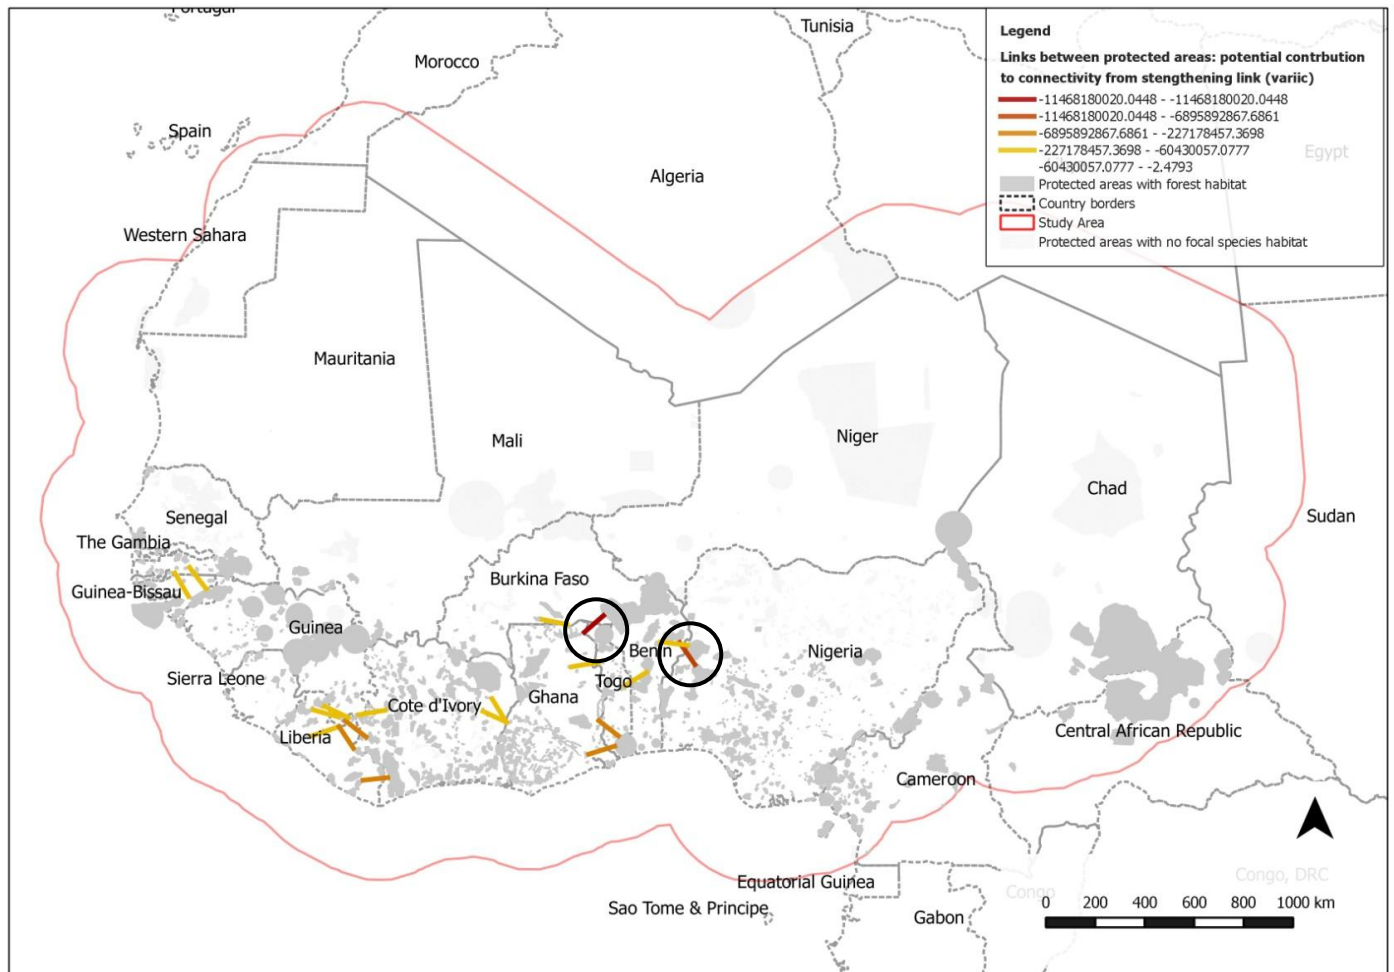 Portugal
Tunisia
Morocco
Legend
Links between protected areas: potential contrbution
to connectivity from stengthening link (variic)
-11468180020.0448 - -11468180020.0448
-11468180020.0448 - -6895892867.6861
-6895892867.6861 - -227178457.3698
-227178457.3698 - -60430057.0777
-60430057.0777 - -2.4793
Protected areas with forest habitat
Country borders
Study Area
Protected areas with no focal species habitat
Spain
Egypt
Algeria
Western Sahara
Mauritania
Mali
Niger
Chad
Senegal
Sudan
The Gambia
Burkina Faso
Guinea-Bissau
Guinea
Benin
Nigeria
Sierra Leone
Togo
Ghana
Cote d'Ivory
Liberia
Central African Republic
Cameroon
Equatorial Guinea
Congo, DRC
Congo
Sao Tome & Principe
Gabon
0 200 400 600 800 1000 km